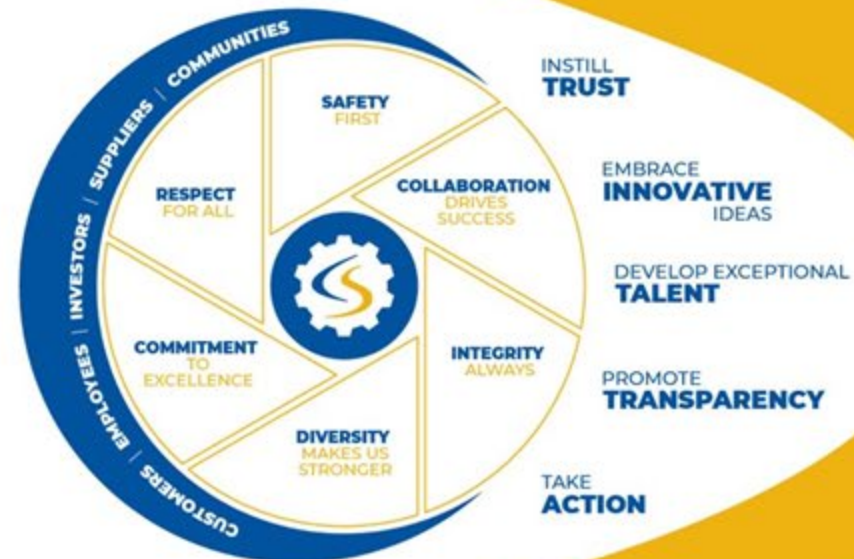 CUSTOMERS | EMPLOYEES | INVESTORS | SUPPLIERS | COMMUNITIES
SAFETY
FIRST
COLLABORATION
DRIVES
SUCCESS
INTEGRITY
ALWAYS
DIVERSITY
MAKES US
STRONGER
COMMITMENT
TO
EXCELLENCE
RESPECT
FOR ALL
INSTILL
TRUST
EMBRACE
INNOVATIVE
IDEAS
DEVELOP EXCEPTIONAL
TALENT
PROMOTE
TRANSPARENCY
TAKE
ACTION